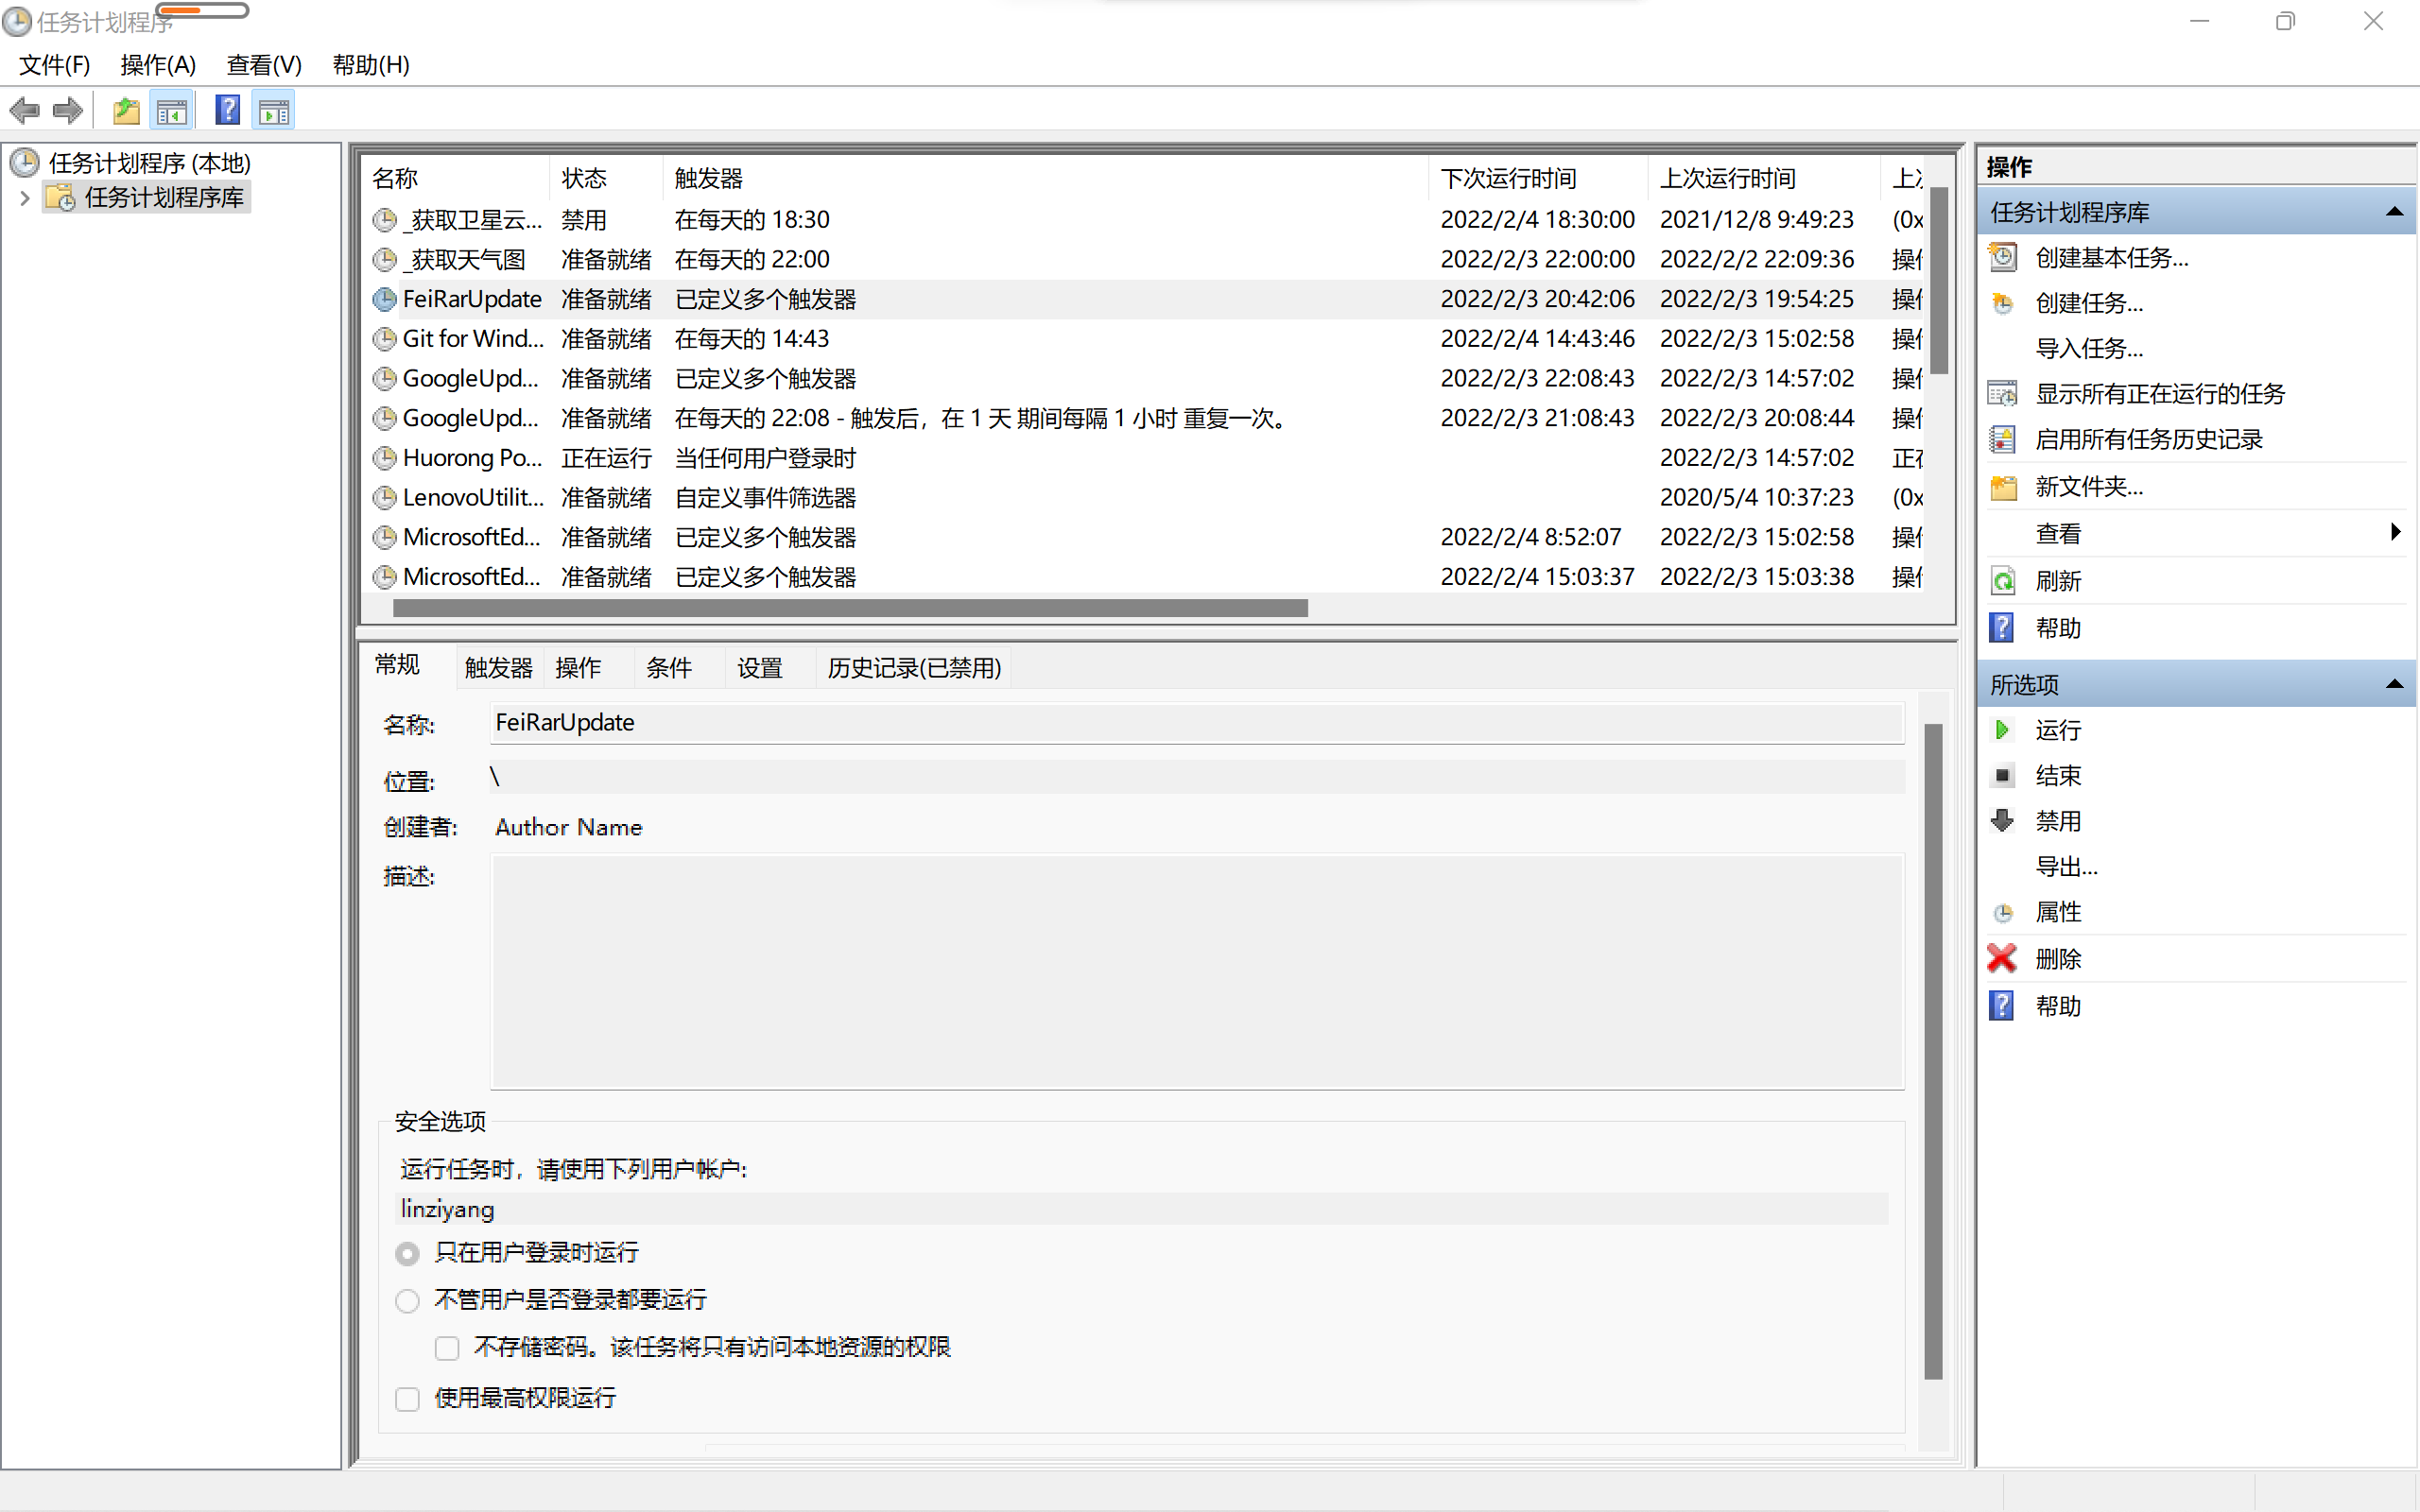 任务计划程序
文件(F) 操作(A) 查看(V) 帮助(H)
任务计划程序 (本地)
任务计划程序库
名称 状态 触发器 下次运行时间 上次运行时间 上
_获取卫星云... 禁用 在每天的 18:30 2022/2/4 18:30:00 2021/12/8 9:49:23 (0x
_获取天气图 准备就绪 在每天的 22:00 2022/2/3 22:00:00 2022/2/2 22:09:36 操
FeiRarUpdate 准备就绪 已定义多个触发器 2022/2/3 20:42:06 2022/2/3 19:54:25 操
Git for Wind... 准备就绪 在每天的 14:43 2022/2/4 14:43:46 2022/2/3 15:02:58 操
GoogleUpd... 准备就绪 已定义多个触发器 2022/2/3 22:08:43 2022/2/3 14:57:02 操
GoogleUpd... 准备就绪 在每天的 22:08 - 触发后，在 1 天 期间每隔 1 小时 重复一次。 2022/2/3 21:08:43 2022/2/3 20:08:44 操
Huorong Po... 正在运行 当任何用户登录时 2022/2/3 14:57:02 正
LenovoUtilit... 准备就绪 自定义事件筛选器 2020/5/4 10:37:23 (0x
MicrosoftEd... 准备就绪 已定义多个触发器 2022/2/4 8:52:07 2022/2/3 15:02:58 操
MicrosoftEd... 准备就绪 已定义多个触发器 2022/2/4 15:03:37 2022/2/3 15:03:38 操
常规 触发器 操作 条件 设置 历史记录(已禁用)
名称: FeiRarUpdate
位置: \
创建者: Author Name
描述:
安全选项
运行任务时，请使用下列用户帐户:
linziyang
只在用户登录时运行
不管用户是否登录都要运行
不存储密码。该任务将只有访问本地资源的权限
使用最高权限运行
操作
任务计划程序库
创建基本任务...
创建任务...
导入任务...
显示所有正在运行的任务
启用所有任务历史记录
新文件夹...
查看
刷新
帮助
所选项
运行
结束
禁用
导出...
属性
删除
帮助